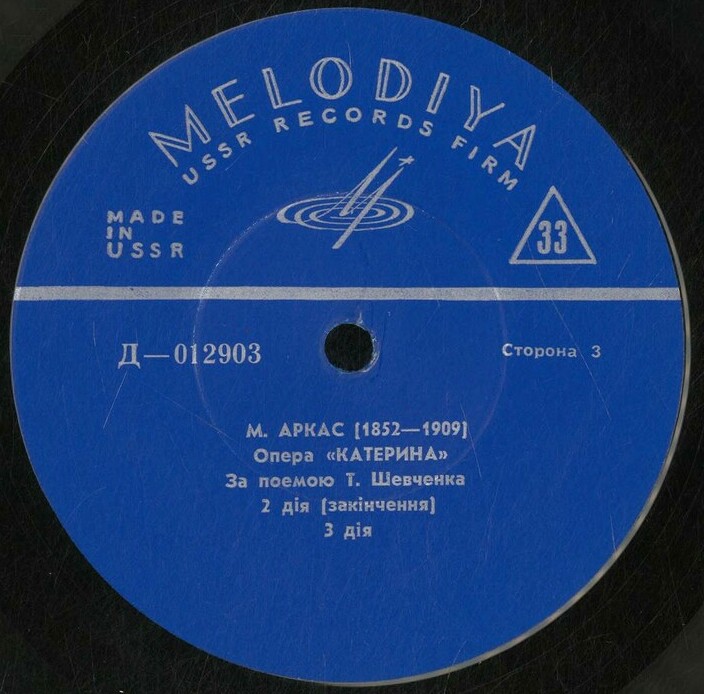 MELODIYA
USSR RECORDS FIRM
MADE
IN
USSR
33
Д—012903
Сторона 3
М. АРКАС [1852—1909]
Опера «КАТЕРИНА»
За поемою Т. Шевченка
2 дія [закінчення]
3 дія